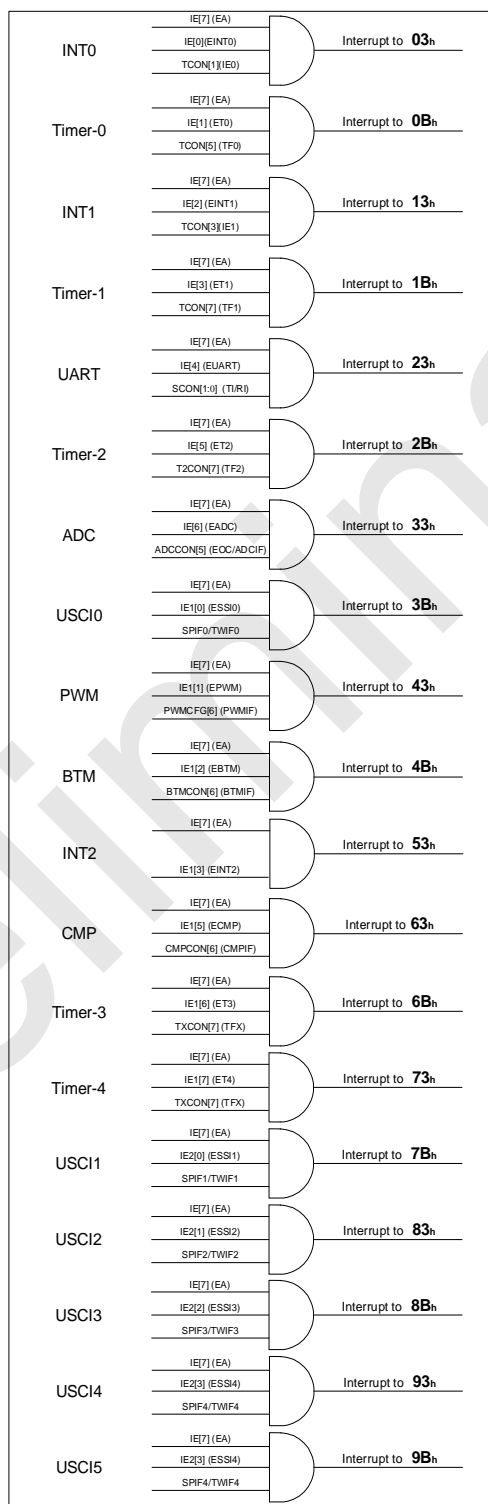 IE[7] (EA)
INT0
IE[0](EINT0)
Interrupt to 03h
TCON[1](IE0)
IE[7] (EA)
Timer-0
IE[1] (ET0)
Interrupt to 0Bh
TCON[5] (TF0)
IE[7] (EA)
INT1
IE[2] (EINT1)
Interrupt to 13h
TCON[3](IE1)
IE[7] (EA)
Timer-1
IE[3] (ET1)
Interrupt to 1Bh
TCON[7] (TF1)
IE[7] (EA)
UART
IE[4] (EUART)
Interrupt to 23h
SCON[1:0] (TI/RI)
IE[7] (EA)
Timer-2
IE[5] (ET2)
Interrupt to 2Bh
T2CON[7] (TF2)
IE[7] (EA)
ADC
IE[6] (EADC)
Interrupt to 33h
ADCCON[5] (EOC/ADCIF)
IE[7] (EA)
USCI0
IE1[0] (ESSI0)
Interrupt to 3Bh
SPIF0/TWIF0
IE[7] (EA)
PWM
IE1[1] (EPWM)
Interrupt to 43h
PWMCFG[6] (PWMIF)
IE[7] (EA)
BTM
IE1[2] (EBTM)
Interrupt to 4Bh
BTMCON[6] (BTMIF)
IE[7] (EA)
INT2
Interrupt to 53h
IE1[3] (EINT2)
IE[7] (EA)
CMP
IE1[5] (ECMP)
Interrupt to 63h
CMPCON[6] (CMPIF)
IE[7] (EA)
Timer-3
IE1[6] (ET3)
Interrupt to 6Bh
TXCON[7] (TFX)
IE[7] (EA)
Timer-4
IE1[7] (ET4)
Interrupt to 73h
TXCON[7] (TFX)
IE[7] (EA)
USCI1
IE2[0] (ESSI1)
Interrupt to 7Bh
SPIF1/TWIF1
IE[7] (EA)
USCI2
IE2[1] (ESSI2)
Interrupt to 83h
SPIF2/TWIF2
IE[7] (EA)
USCI3
IE2[2] (ESSI3)
Interrupt to 8Bh
SPIF3/TWIF3
IE[7] (EA)
USCI4
IE2[3] (ESSI4)
Interrupt to 93h
SPIF4/TWIF4
IE[7] (EA)
USCI5
IE2[3] (ESSI4)
Interrupt to 9Bh
SPIF4/TWIF4
elimina